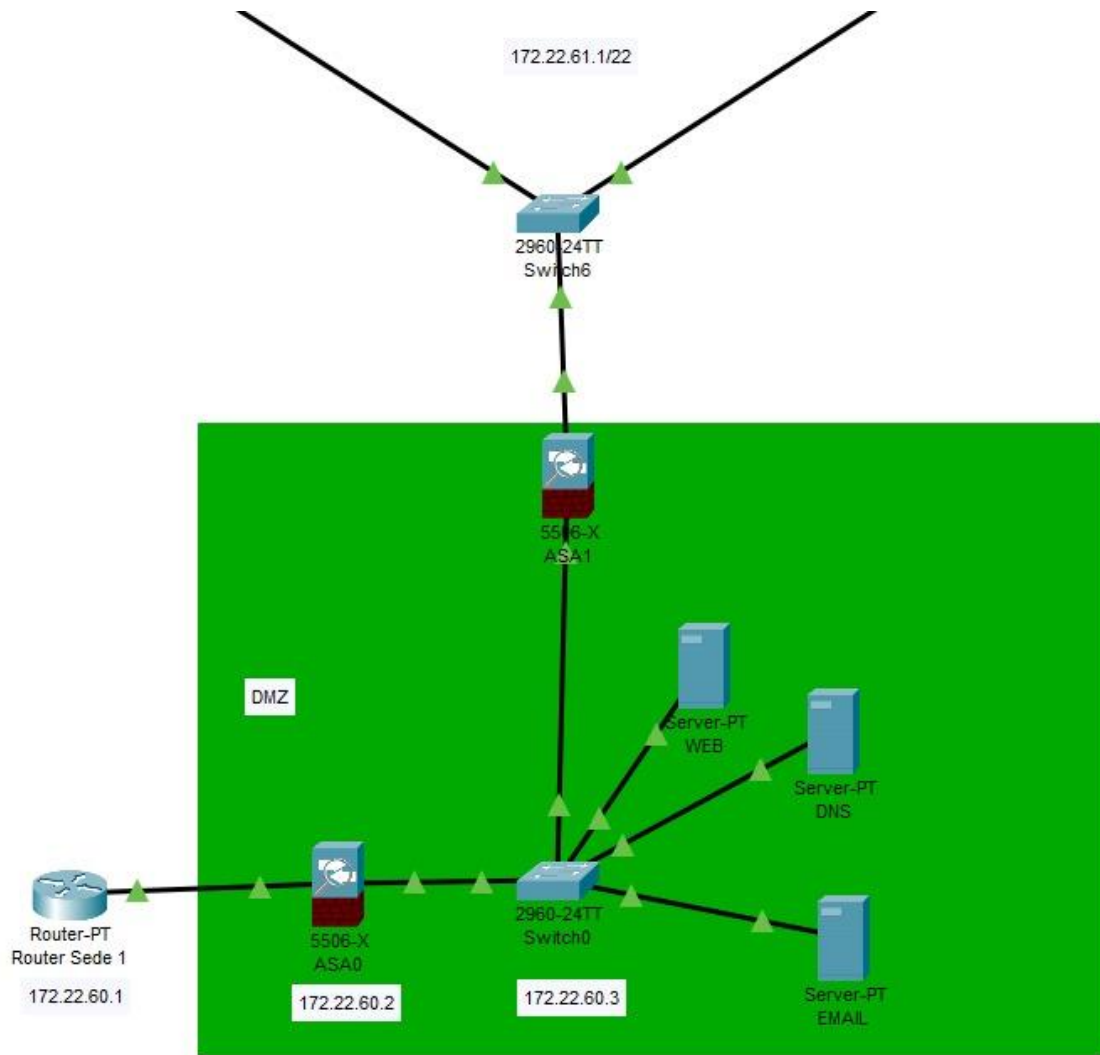 172.22.61.1/22
2960-24TT
Switch6
5506-X
ASA1
DMZ
Server-PT
WEB
Server-PT
DNS
Router-PT
Router Sede 1
172.22.60.1
5506-X
ASA0
172.22.60.2
2960-24TT
Switch0
172.22.60.3
Server-PT
EMAIL